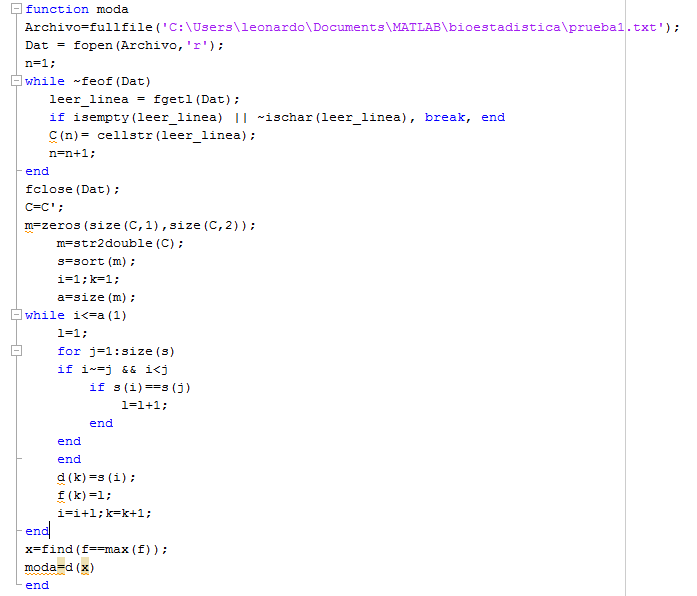 function moda
Archivo=fullfile('C:\Users\leonardo\Documents\MATLAB\bioestadistica\prueba1.txt');
Dat = fopen(Archivo,'r');
n=1;
while ~feof(Dat)
leer_linea = fgetl(Dat);
if isempty(leer_linea) || ~ischar(leer_linea), break, end
C(n)= cellstr(leer_linea);
n=n+1;
end
fclose(Dat);
C=C';
m=zeros(size(C,1),size(C,2));
m=str2double(C);
s=sort(m);
i=1;k=1;
a=size(m);
while i<=a(1)
l=1;
for j=1:size(s)
if i~=j && i<j
if s(i)==s(j)
l=l+1;
end
end
end
d(k)=s(i);
f(k)=l;
i=i+l;k=k+1;
end
x=find(f==max(f));
moda=d(x)
end